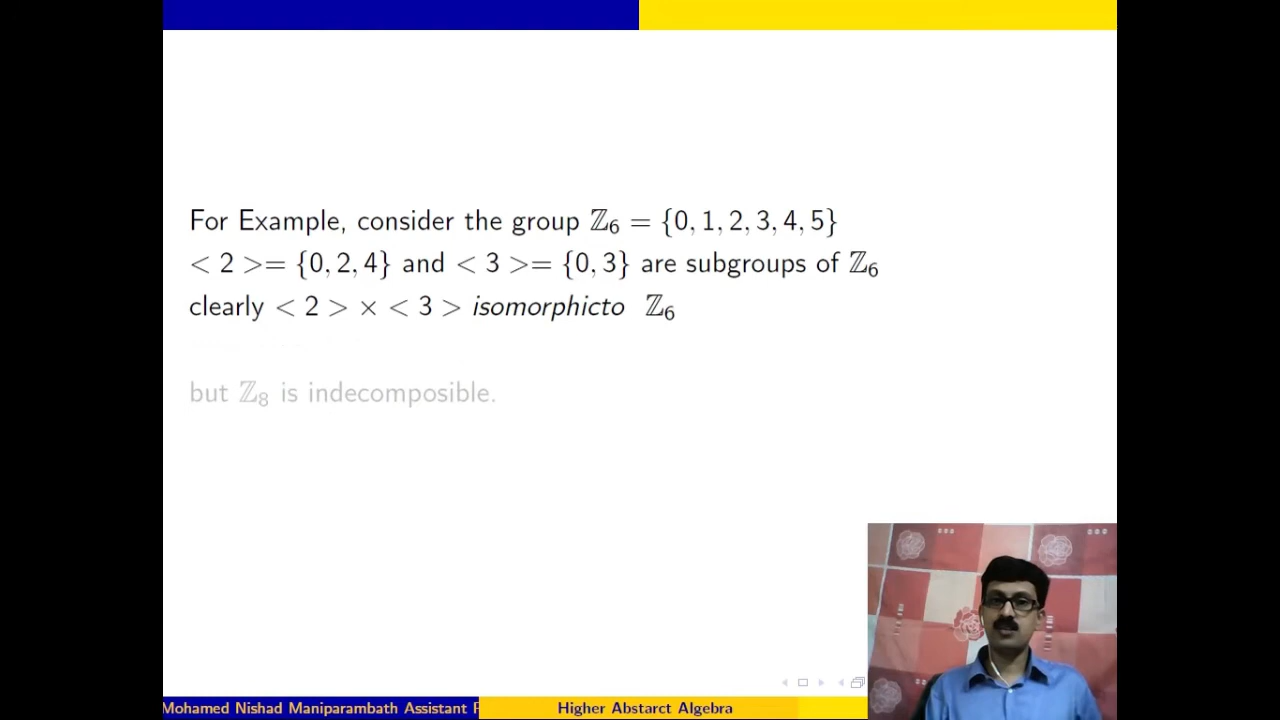 For Example, consider the group ℤ₆ = {0, 1, 2, 3, 4, 5}
< 2 >= {0, 2, 4} and < 3 >= {0, 3} are subgroups of ℤ₆
clearly < 2 > × < 3 > isomorphicto ℤ₆
but ℤ₈ is indecomposible.
Mohamed Nishad Maniparambath Assistant
Higher Abstarct Algebra